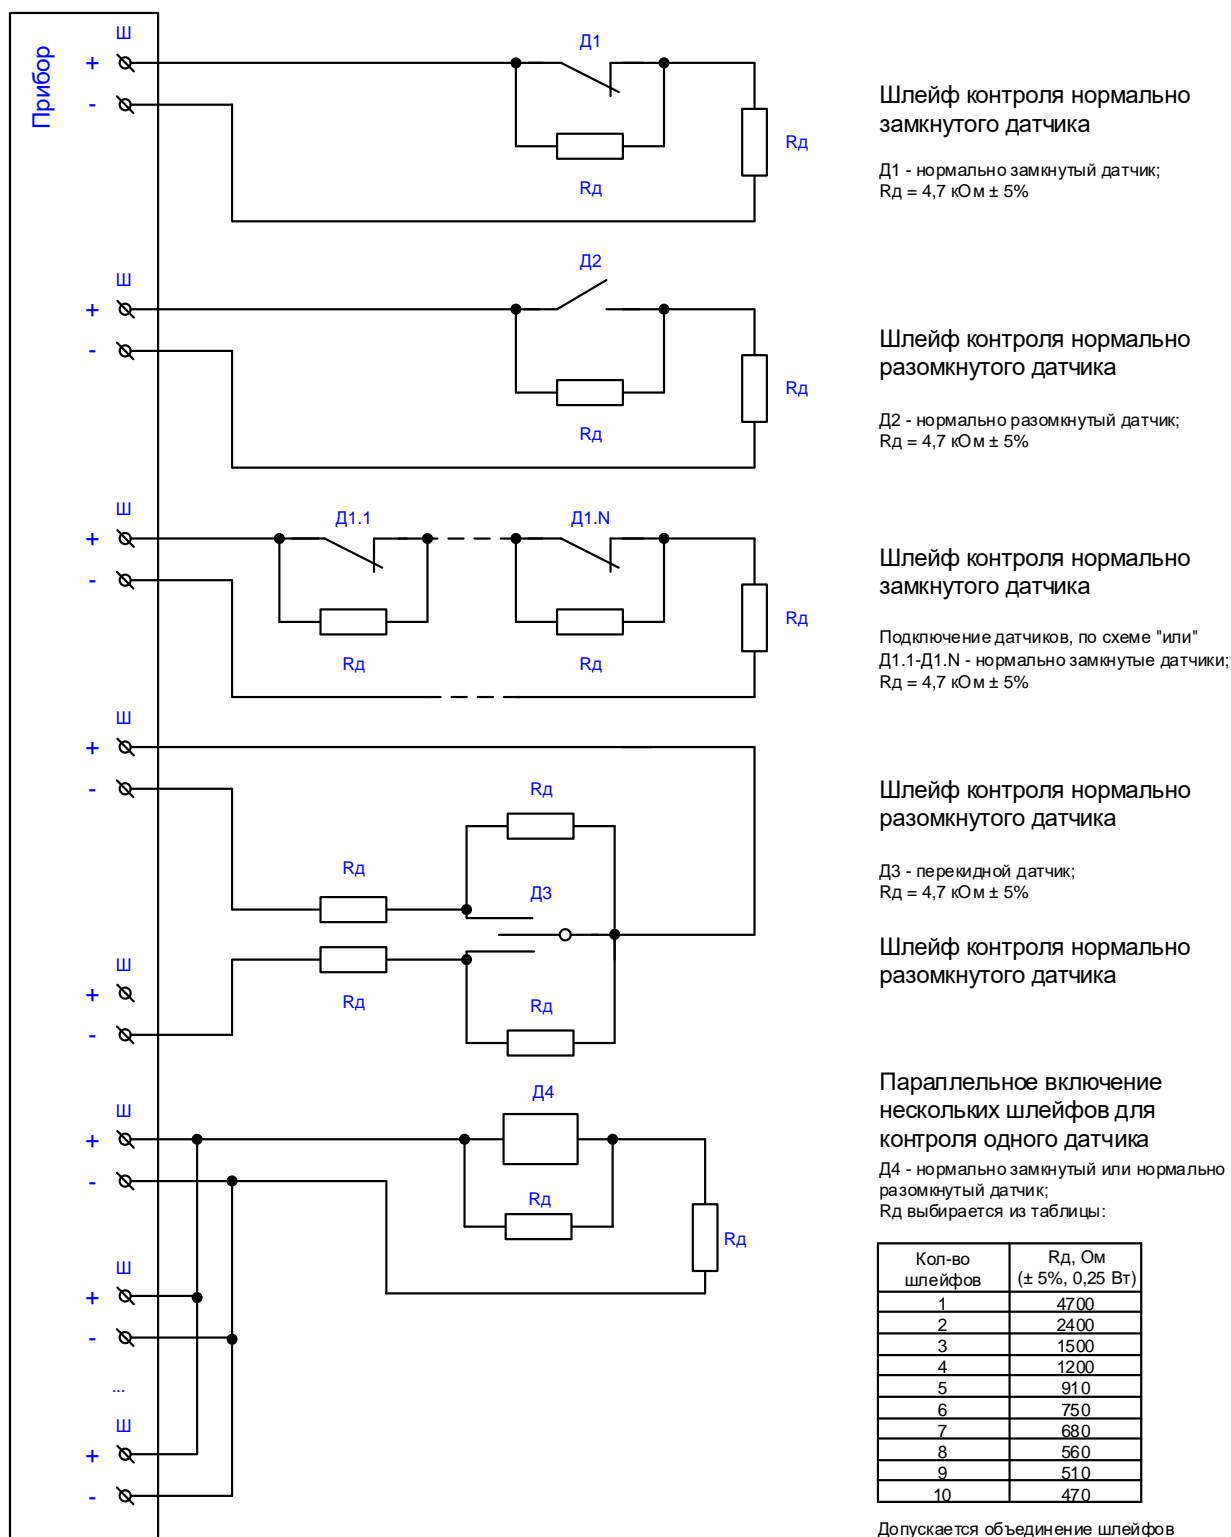 Прибор
Ш
+
-
Д1
Rд
Rд
Шлейф контроля нормально
замкнутого датчика
Д1 - нормально замкнутый датчик;
Rд = 4,7 кОм ± 5%
Ш
+
-
Д2
Rд
Rд
Шлейф контроля нормально
разомкнутого датчика
Д2 - нормально разомкнутый датчик;
Rд = 4,7 кОм ± 5%
Ш
+
-
Д1.1
Д1.N
Rд
Rд
Rд
Шлейф контроля нормально
замкнутого датчика
Подключение датчиков, по схеме "или"
Д1.1-Д1.N - нормально замкнутые датчики;
Rд = 4,7 кОм ± 5%
Ш
+
-
Rд
Rд
Д3
Шлейф контроля нормально
разомкнутого датчика
Д3 - перекидной датчик;
Rд = 4,7 кОм ± 5%
Ш
+
-
Rд
Rд
Шлейф контроля нормально
разомкнутого датчика
Ш
+
-
Д4
Rд
Rд
Ш
+
-
...
Ш
+
-
Параллельное включение
нескольких шлейфов для
контроля одного датчика
Д4 - нормально замкнутый или нормально
разомкнутый датчик;
Rд выбирается из таблицы:
Кол-во шлейфов Rд, Ом (± 5%, 0,25 Вт)
1 4700
2 2400
3 1500
4 1200
5 910
6 750
7 680
8 560
9 510
10 470
Допускается объединение шлейфов